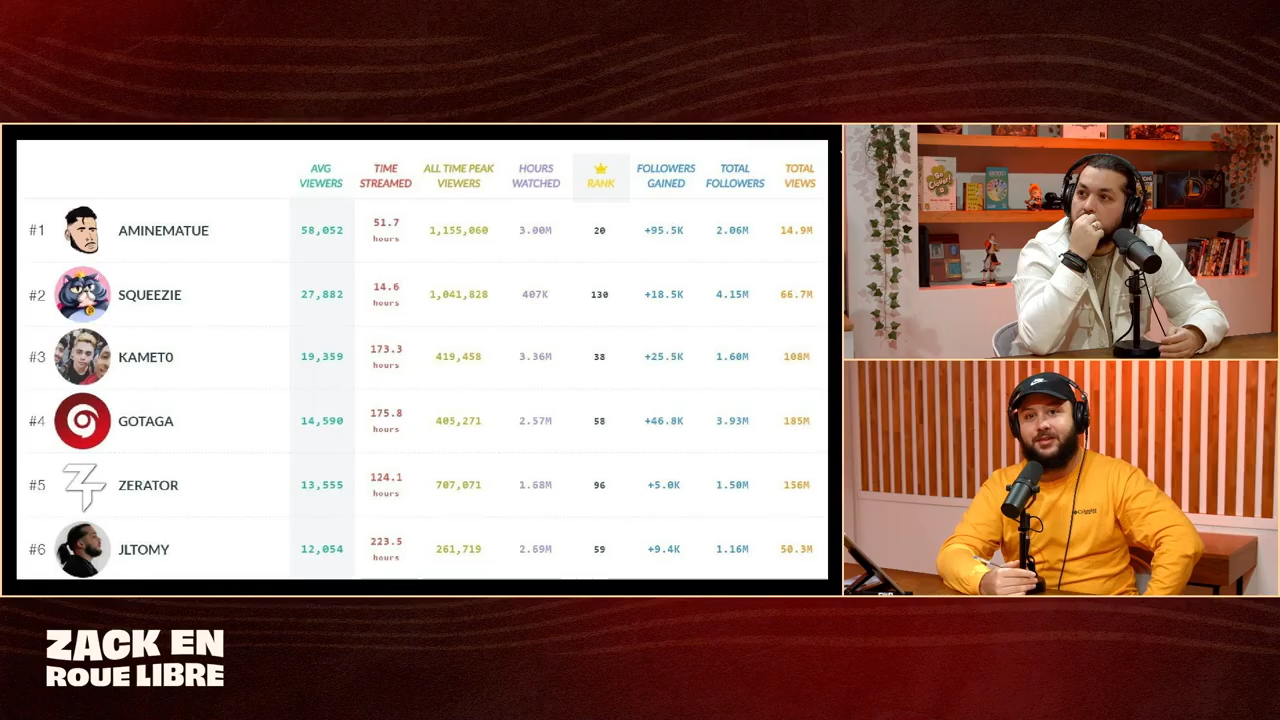 AVG VIEWERS TIME STREAMED ALL TIME PEAK VIEWERS HOURS WATCHED RANK FOLLOWERS GAINED TOTAL FOLLOWERS TOTAL VIEWS
#1 AMINEMATUE 58,052 51.7 hours 1,155,060 3.00M 20 +95.5K 2.06M 14.9M
#2 SQUEEZIE 27,882 14.6 hours 1,041,828 407K 130 +18.5K 4.15M 66.7M
#3 KAMET0 19,359 173.3 hours 419,458 3.36M 38 +25.5K 1.60M 108M
#4 GOTAGA 14,590 175.8 hours 405,271 2.57M 58 +46.8K 3.93M 185M
#5 ZERATOR 13,555 124.1 hours 707,071 1.68M 96 +5.0K 1.50M 156M
#6 JLTOMY 12,054 223.5 hours 261,719 2.69M 59 +9.4K 1.16M 50.3M
Columbia
ZACK EN
ROUE LIBRE